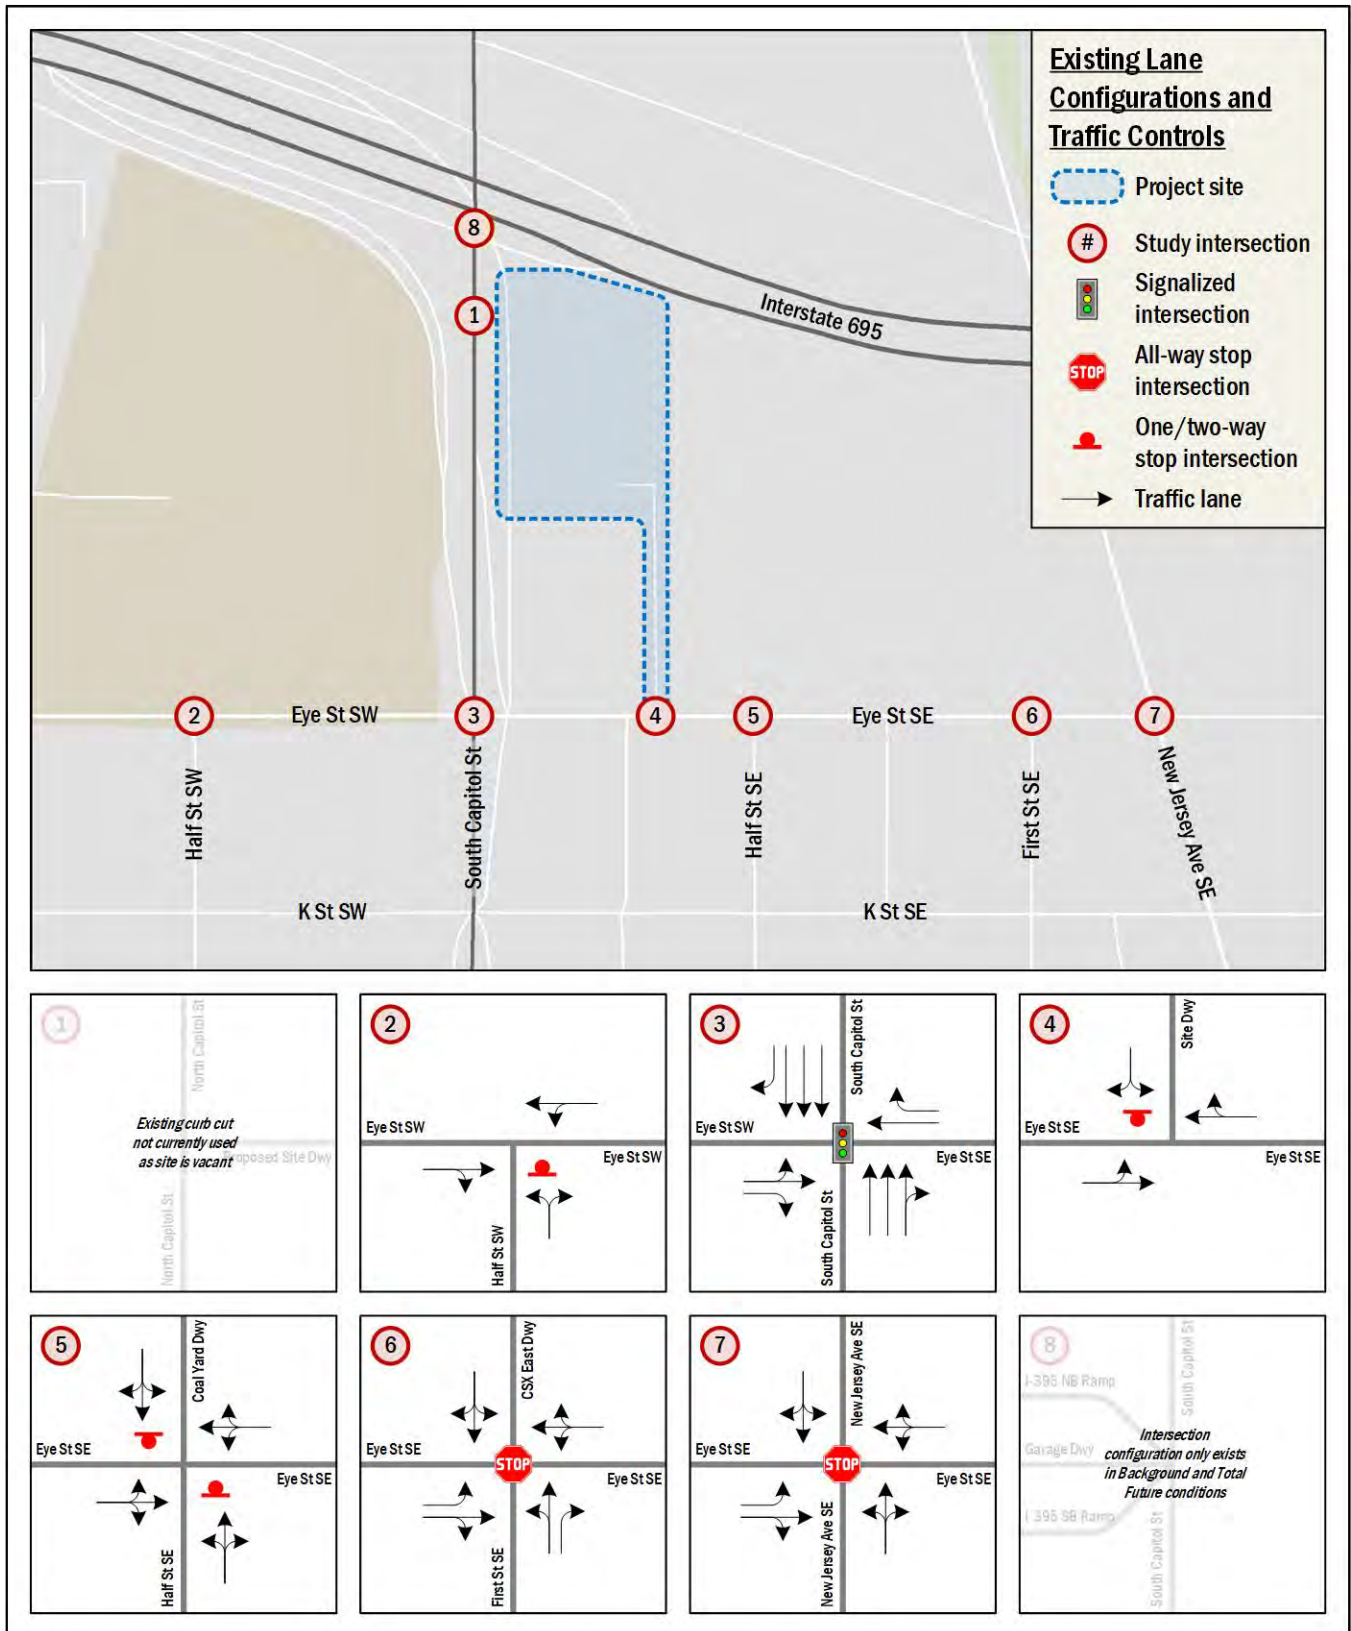 Existing Lane
Configurations and
Traffic Controls
Project site
#
Study intersection
Signalized
intersection
STOP
All-way stop
intersection
One/two-way
stop intersection
Traffic lane
8
1
Interstate 695
2
Eye St SW
3
4
5
Eye St SE
6
7
Half St SW
South Capitol St
Half St SE
First St SE
New Jersey Ave SE
K St SW
K St SE
1
North Capitol St
Existing curb cut
not currently used
as site is vacant
Proposed Site Dwy
North Capitol St
2
Eye St SW
Eye St SW
Half St SW
3
South Capitol St
Eye St SW
Eye St SE
South Capitol St
4
Site Dwy
Eye St SE
Eye St SE
5
Coal Yard Dwy
Eye St SE
Eye St SE
Half St SE
6
CSX East Dwy
Eye St SE
STOP
Eye St SE
First St SE
7
New Jersey Ave SE
Eye St SE
STOP
Eye St SE
New Jersey Ave SE
8
South Capitol St
I-395 NB Ramp
Garage Dwy
Intersection
configuration only exists
in Background and Total
Future conditions
I-395 SB Ramp
South Capitol St